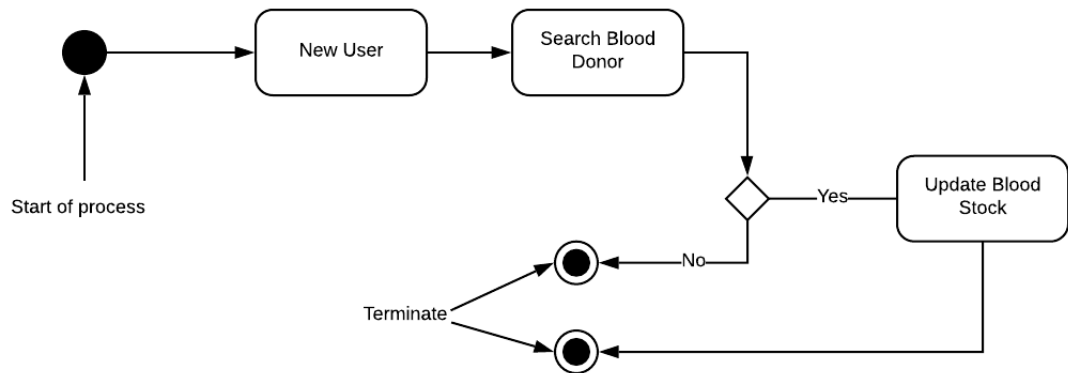 New User
Search Blood
Donor
Start of process
Yes
Update Blood
Stock
No
Terminate